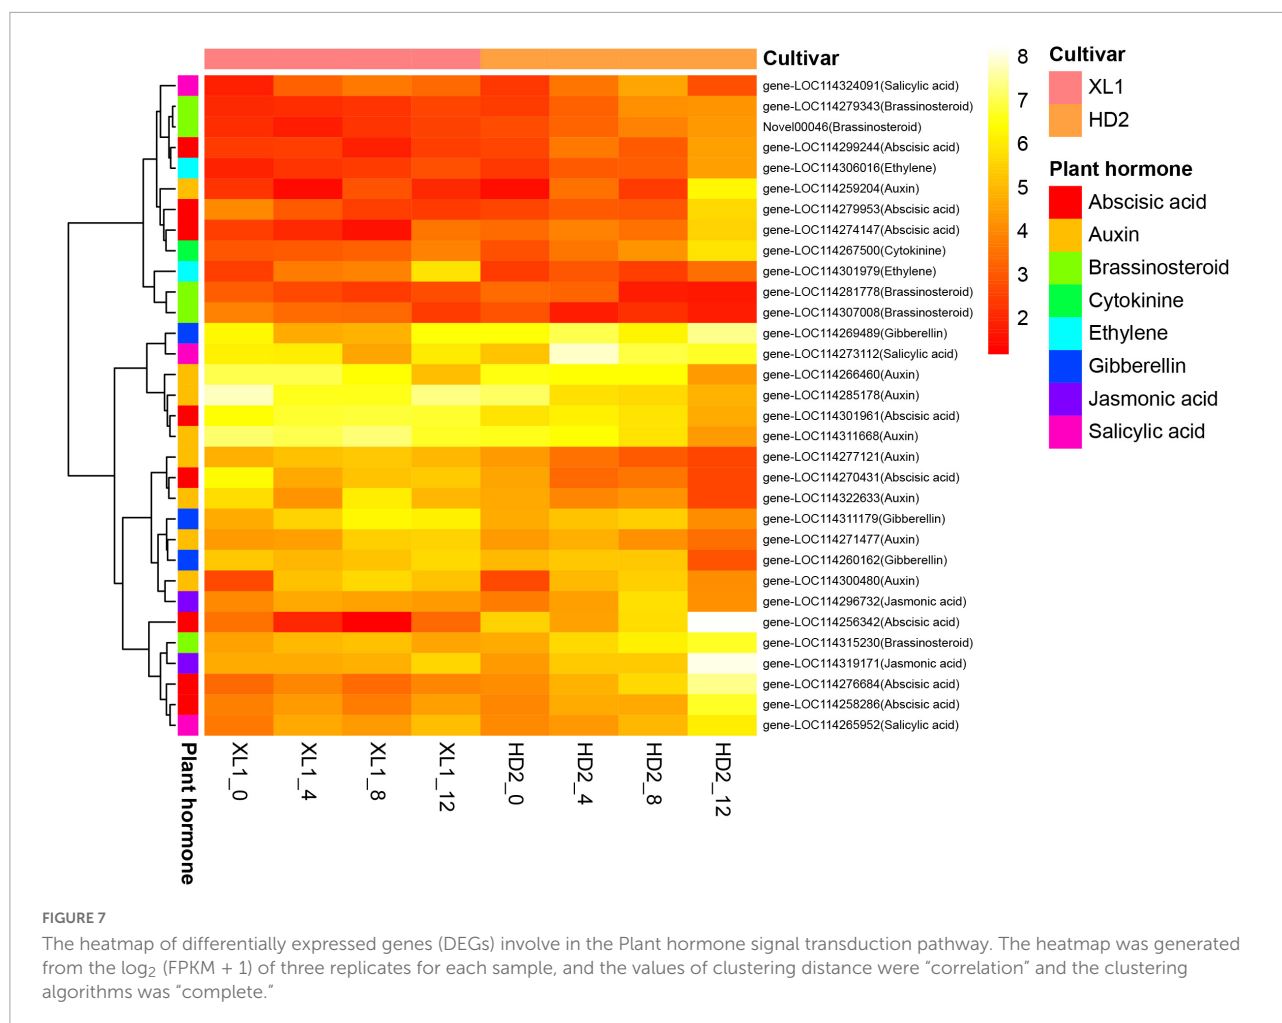 Cultivar
gene-LOC114324091(Salicylic acid)
gene-LOC114279343(Brassinosteroid)
Novel00046(Brassinosteroid)
gene-LOC114299244(Abscisic acid)
gene-LOC114306016(Ethylene)
gene-LOC114259204(Auxin)
gene-LOC114279953(Abscisic acid)
gene-LOC114274147(Abscisic acid)
gene-LOC114267500(Cytokinine)
gene-LOC114301979(Ethylene)
gene-LOC114281778(Brassinosteroid)
gene-LOC114307008(Brassinosteroid)
gene-LOC114269489(Gibberellin)
gene-LOC114273112(Salicylic acid)
gene-LOC114266460(Auxin)
gene-LOC114285178(Auxin)
gene-LOC114301961(Abscisic acid)
gene-LOC114311668(Auxin)
gene-LOC114277121(Auxin)
gene-LOC114270431(Abscisic acid)
gene-LOC114322633(Auxin)
gene-LOC114311179(Gibberellin)
gene-LOC114271477(Auxin)
gene-LOC114260162(Gibberellin)
gene-LOC114300480(Auxin)
gene-LOC114296732(Jasmonic acid)
gene-LOC114256342(Abscisic acid)
gene-LOC114315230(Brassinosteroid)
gene-LOC114319171(Jasmonic acid)
gene-LOC114276684(Abscisic acid)
gene-LOC114258286(Abscisic acid)
gene-LOC114265952(Salicylic acid)
Plant hormone
XL1_0
XL1_4
XL1_8
XL1_12
HD2_0
HD2_4
HD2_8
HD2_12
8
7
6
5
4
3
2
Cultivar
XL1
HD2
Plant hormone
Abscisic acid
Auxin
Brassinosteroid
Cytokinine
Ethylene
Gibberellin
Jasmonic acid
Salicylic acid
FIGURE 7
The heatmap of differentially expressed genes (DEGs) involve in the Plant hormone signal transduction pathway. The heatmap was generated
from the log₂ (FPKM + 1) of three replicates for each sample, and the values of clustering distance were “correlation” and the clustering
algorithms was “complete.”